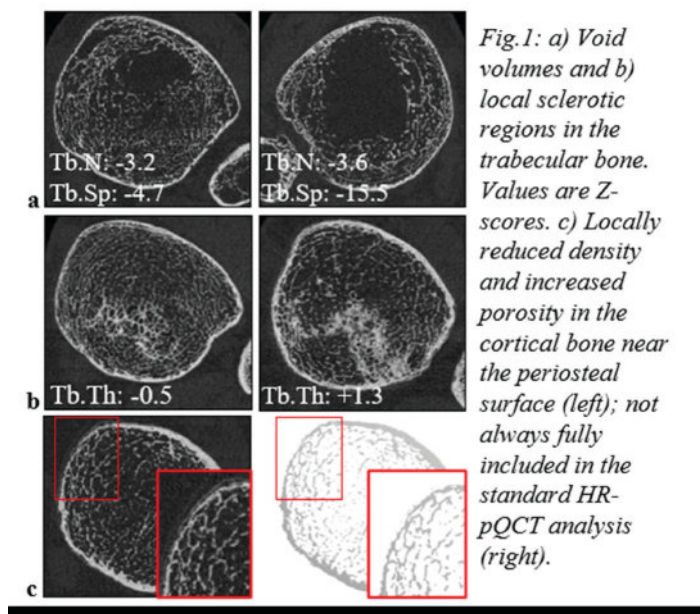 Tb.N: -3.2
Tb.Sp: -4.7
Tb.N: -3.6
Tb.Sp: -15.5
a
Tb.Th: -0.5
Tb.Th: +1.3
b
c
Fig.1: a) Void
volumes and b)
local sclerotic
regions in the
trabecular bone.
Values are Z-
scores. c) Locally
reduced density
and increased
porosity in the
cortical bone near
the periosteal
surface (left); not
always fully
included in the
standard HR-
pQCT analysis
(right).